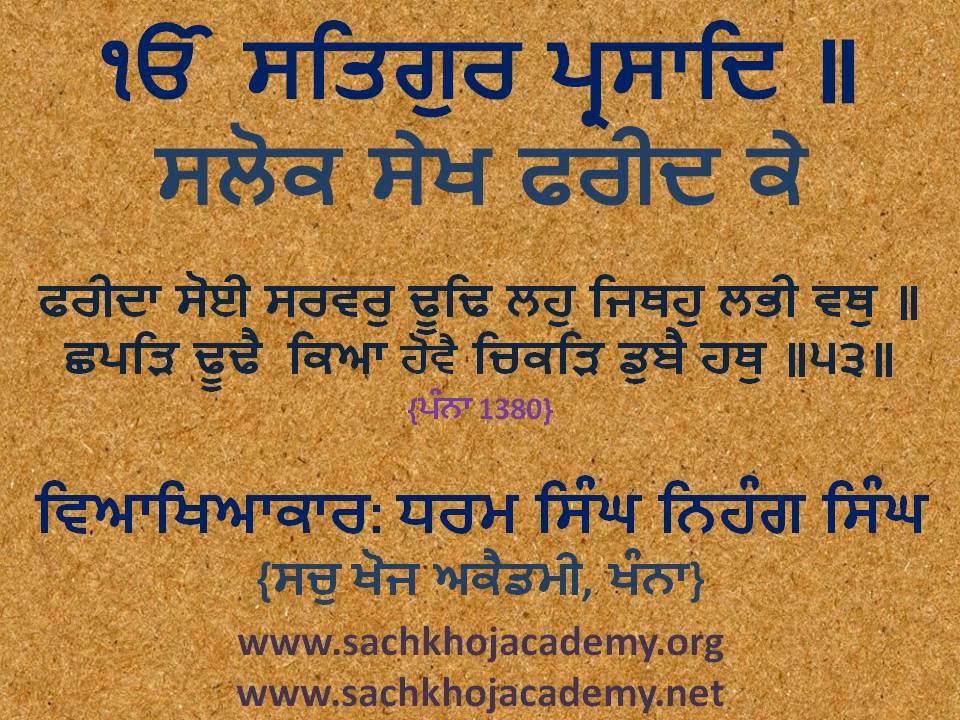 ੴ ਸਤਿਗੁਰ ਪ੍ਰਸਾਦਿ ॥
ਸਲੋਕ ਸੇਖ ਫਰੀਦ ਕੇ
ਫਰੀਦਾ ਸੋਈ ਸਰਵਰੁ ਢੂਢਿ ਲਹੁ ਜਿਥਹੁ ਲਭੀ ਵਥੁ ॥
ਛਪੜਿ ਢੂਢੈ ਕਿਆ ਹੋਵੈ ਚਿਕੜਿ ਡੁਬੈ ਹਥੁ ॥੫੩॥
{ਪੰਨਾ 1380}
ਵਿਆਖਿਆਕਾਰ: ਧਰਮ ਸਿੰਘ ਨਿਹੰਗ ਸਿੰਘ
{ਸਚੁ ਖੋਜ ਅਕੈਡਮੀ, ਖੰਨਾ}
www.sachkhojacademy.org
www.sachkhojacademy.net